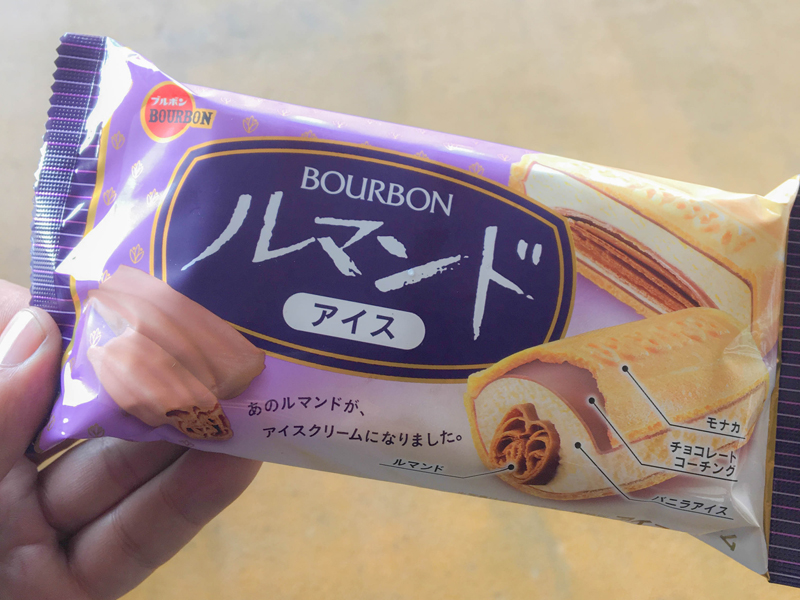 ブルボン
BOURBON
BOURBON
ルマンド
アイス
あのルマンドが、
アイスクリームになりました。
ルマンド
モナカ
チョコレート
コーチング
バニラアイス